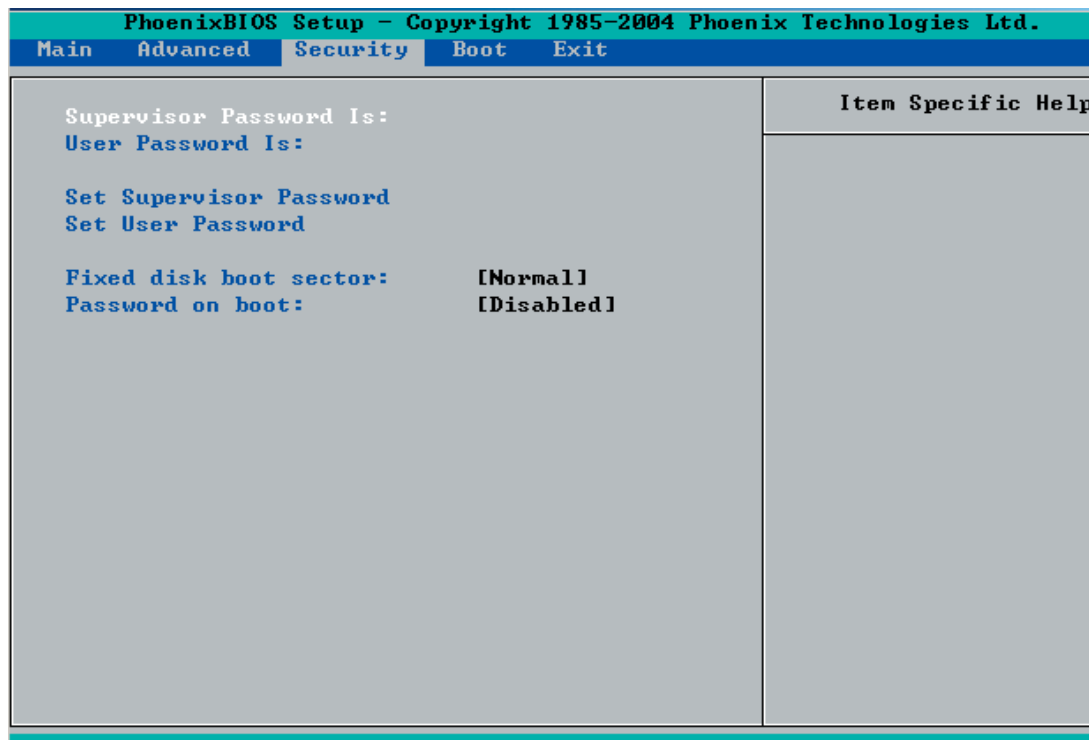 PhoenixBIOS Setup - Copyright 1985-2004 Phoenix Technologies Ltd.
Main Advanced Security Boot Exit
Supervisor Password Is:
User Password Is:
Set Supervisor Password
Set User Password
Fixed disk boot sector: [Normal]
Password on boot: [Disabled]
Item Specific Help